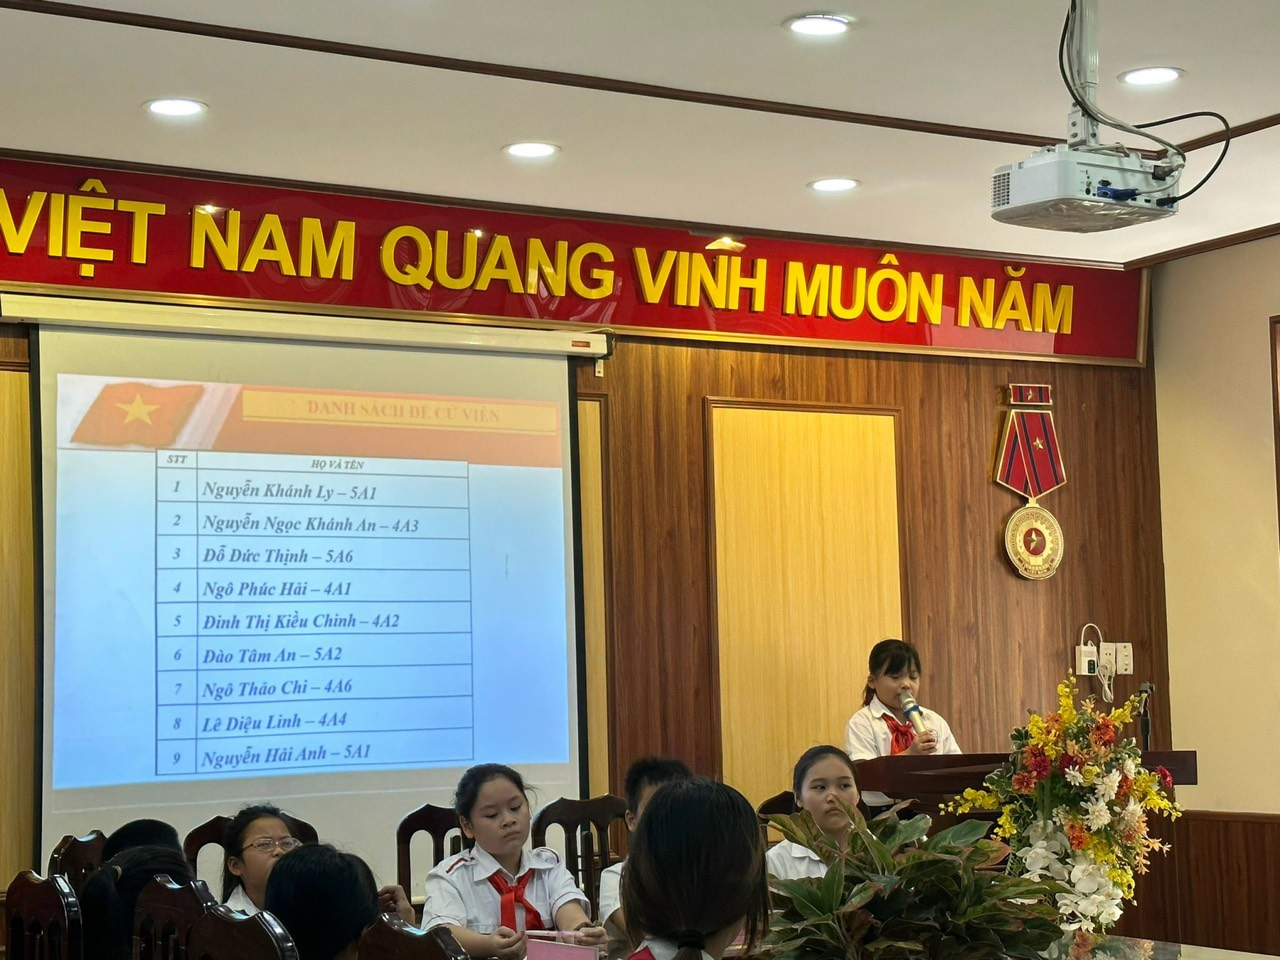 VIỆT NAM QUANG VINH MUÔN NĂM
DANH SÁCH ĐỀ CỬ VIÊN
STT HỌ VÀ TÊN
1 Nguyễn Khánh Ly – 5A1
2 Nguyễn Ngọc Khánh An – 4A3
3 Đỗ Đức Thịnh – 5A6
4 Ngô Phúc Hải – 4A1
5 Đinh Thị Kiều Chinh – 4A2
6 Đào Tâm An – 5A2
7 Ngô Thảo Chi – 4A6
8 Lê Diệu Linh – 4A4
9 Nguyễn Hải Anh – 5A1